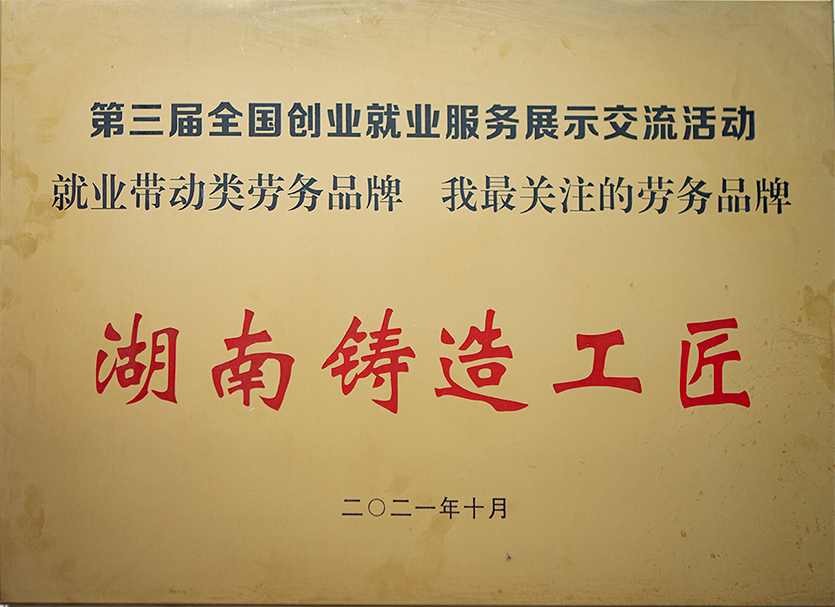 第三届全国创业就业服务展示交流活动
就业带动类劳务品牌 我最关注的劳务品牌
湖南铸造工匠
二〇二一年十月